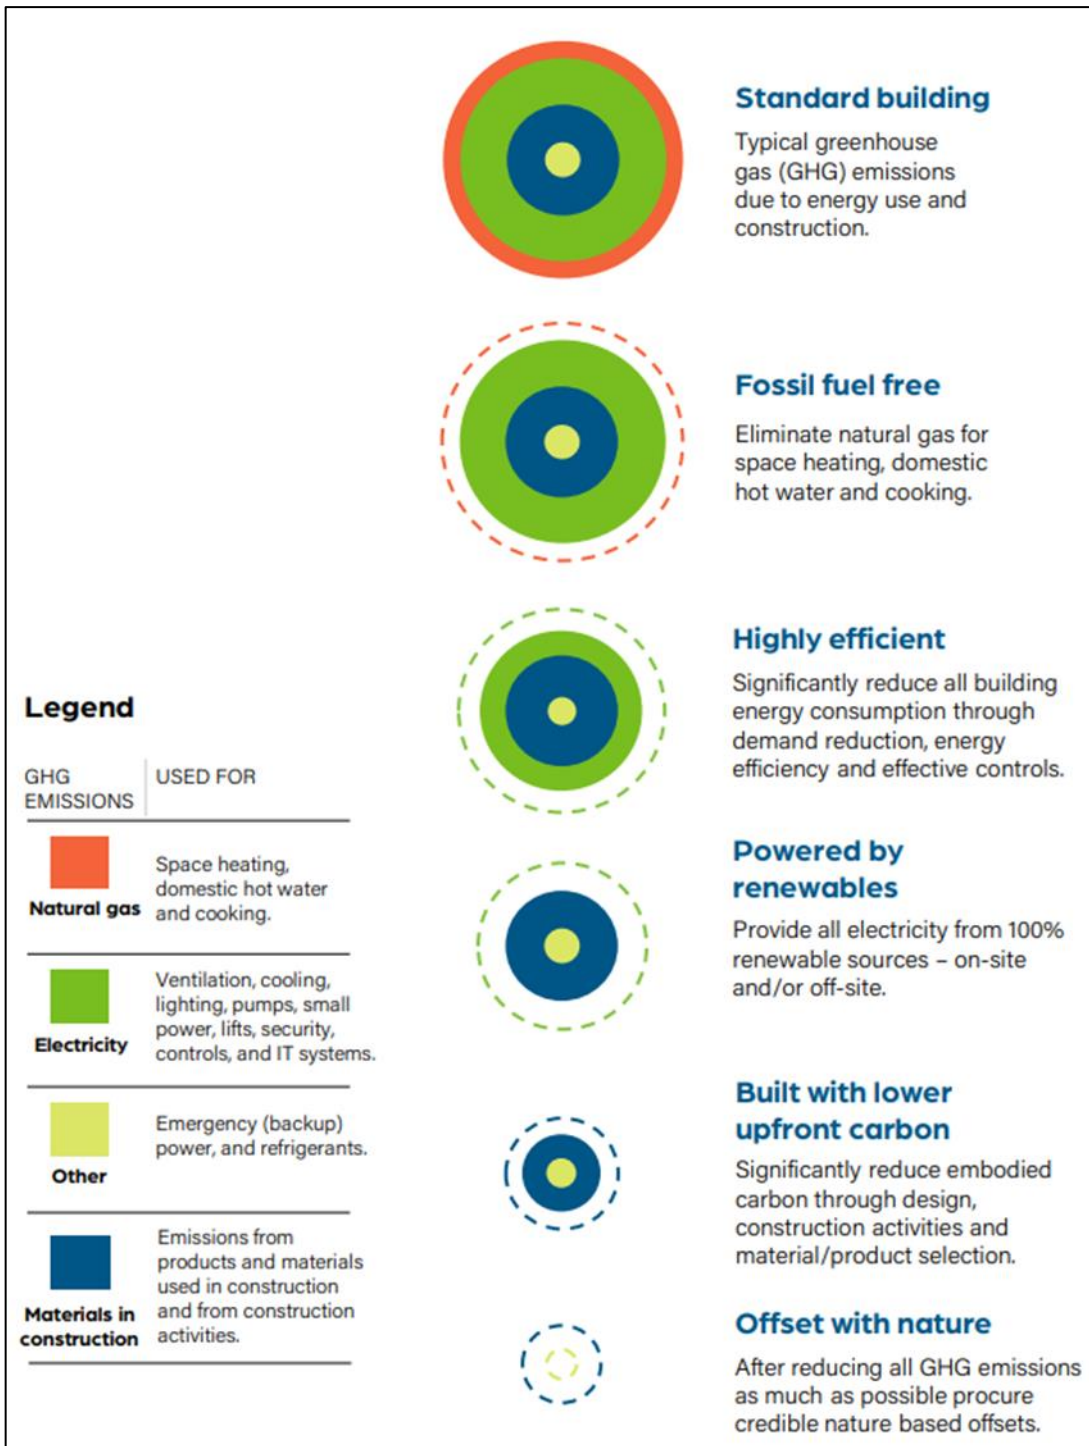 Standard building
Typical greenhouse
gas (GHG) emissions
due to energy use and
construction.
Fossil fuel free
Eliminate natural gas for
space heating, domestic
hot water and cooking.
Highly efficient
Significantly reduce all building
energy consumption through
demand reduction, energy
efficiency and effective controls.
Powered by
renewables
Provide all electricity from 100%
renewable sources – on-site
and/or off-site.
Built with lower
upfront carbon
Significantly reduce embodied
carbon through design,
construction activities and
material/product selection.
Offset with nature
After reducing all GHG emissions
as much as possible procure
credible nature based offsets.
Legend
GHG
EMISSIONS
USED FOR
Natural gas
Space heating,
domestic hot water
and cooking.
Electricity
Ventilation, cooling,
lighting, pumps, small
power, lifts, security,
controls, and IT systems.
Other
Emergency (backup)
power, and refrigerants.
Materials in
construction
Emissions from
products and materials
used in construction
and from construction
activities.